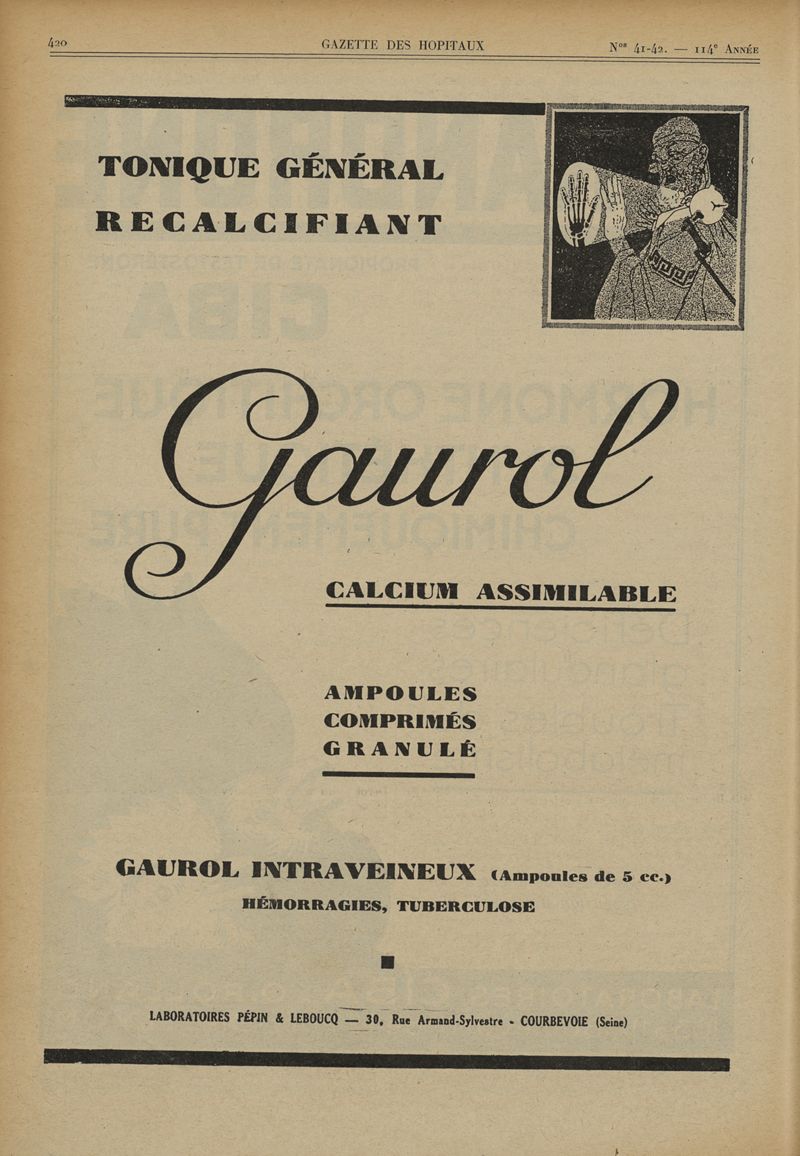 420
GAZETTE DES HOPITAUX
Nos 41-42. — 114e ANNÉE
TONIQUE GÉNÉRAL
RECALCIFIANT
Gaurol
CALCIUM ASSIMILABLE
AMPOULES
COMPRIMÉS
GRANULÉ
GAUROL INTRAVEINEUX (Ampoules de 5 cc.)
HÉMORRAGIES, TUBERCULOSE
LABORATOIRES PÉPIN & LEBOUCQ — 30, Rue Armand-Sylvestre - COURBEVOIE (Seine)